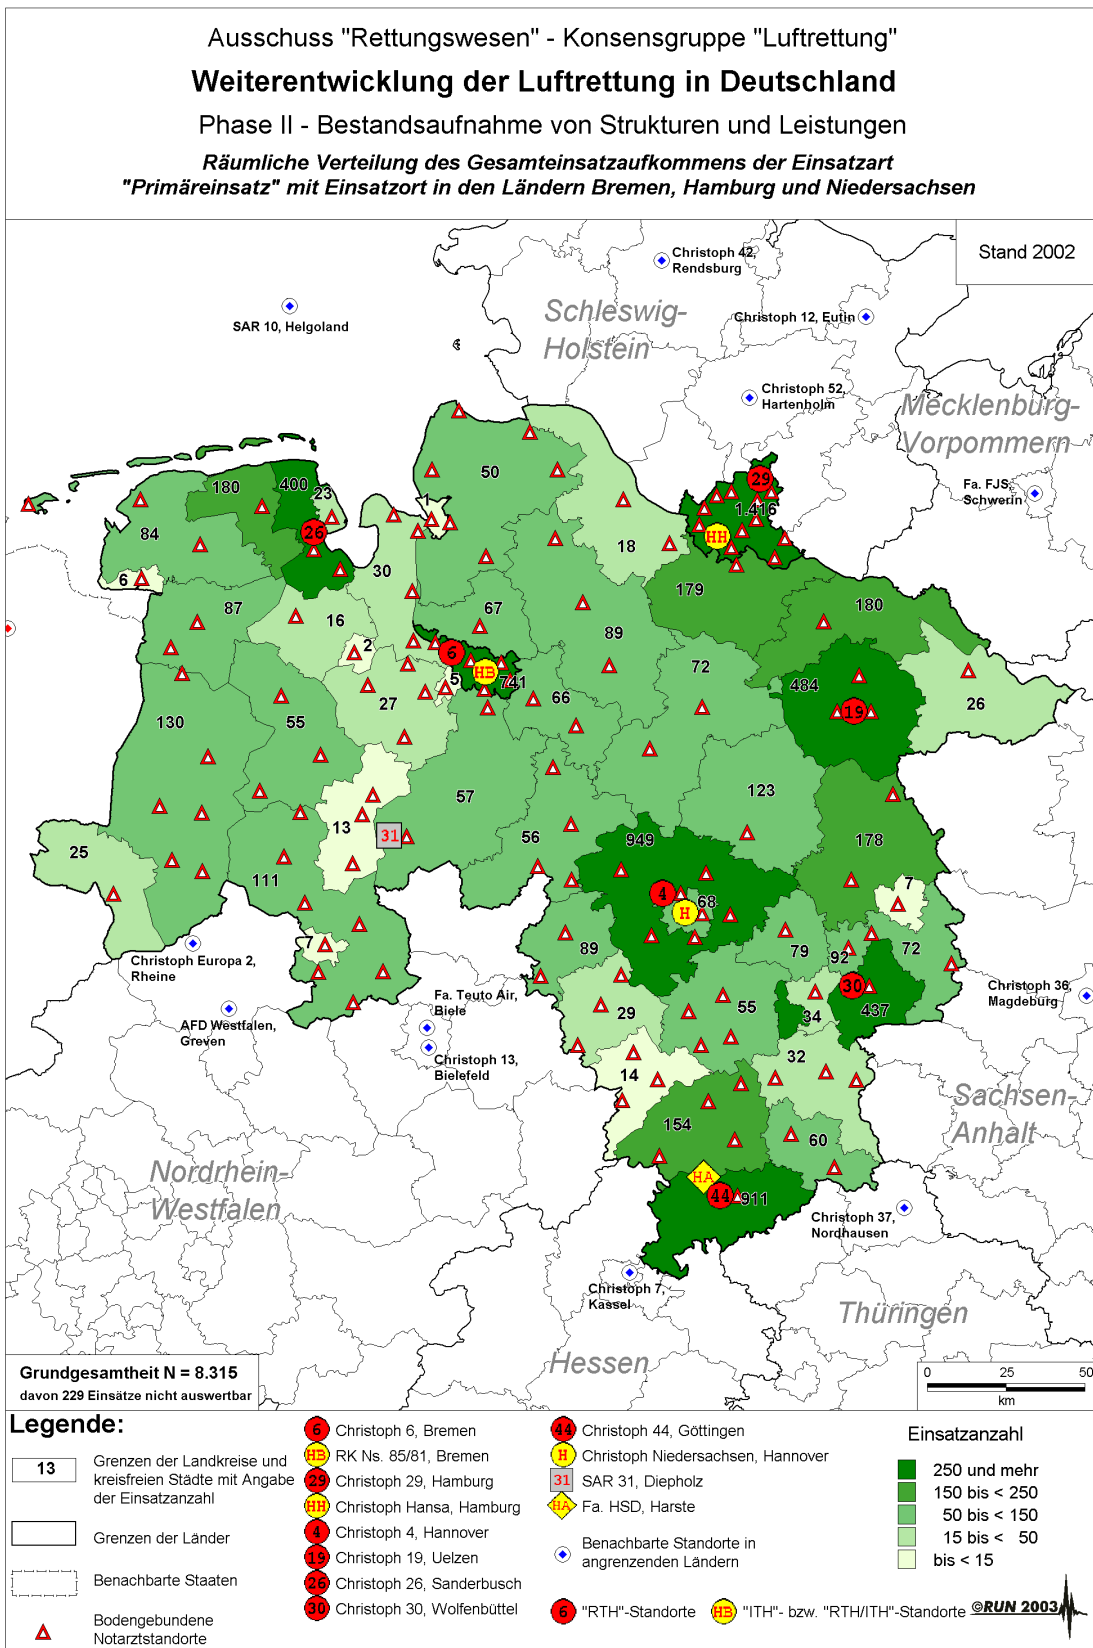 Ausschuss "Rettungswesen" - Konsensgruppe "Luftrettung"
Weiterentwicklung der Luftrettung in Deutschland
Phase II - Bestandsaufnahme von Strukturen und Leistungen
Räumliche Verteilung des Gesamteinsatzaufkommens der Einsatzart
"Primäreinsatz" mit Einsatzort in den Ländern Bremen, Hamburg und Niedersachsen
Stand 2002
Christoph 42,
Rendsburg
SAR 10, Helgoland
Schleswig-
Holstein
Christoph 12, Eutin
Christoph 52,
Hartenholm
Mecklenburg-
Vorpommern
Fa. FJS,
Schwerin
50
180
400
23
1
29
1.416
HH
84
26
18
6
30
179
180
87
16
67
89
2
6
HB
741
72
5
484
26
130
55
27
66
19
57
123
13
31
56
949
178
25
111
4
68
H
7
7
89
79
92
72
Christoph Europa 2,
Rheine
AFD Westfalen,
Greven
Fa. Teuto Air,
Biele
Christoph 13,
Bielefeld
30
437
Christoph 36,
Magdeburg
29
55
34
32
14
154
60
Sachsen-
Anhalt
Nordrhein-
Westfalen
HA
44
911
Christoph 37,
Nordhausen
Christoph 7,
Kassel
Thüringen
Hessen
Grundgesamtheit N = 8.315
davon 229 Einsätze nicht auswertbar
0 25 50
km
Legende:
13
Grenzen der Landkreise und
kreisfreien Städte mit Angabe
der Einsatzanzahl
Grenzen der Länder
Benachbarte Staaten
Bodengebundene
Notarztstandorte
6 Christoph 6, Bremen
HB RK Ns. 85/81, Bremen
29 Christoph 29, Hamburg
HH Christoph Hansa, Hamburg
4 Christoph 4, Hannover
19 Christoph 19, Uelzen
26 Christoph 26, Sanderbusch
30 Christoph 30, Wolfenbüttel
44 Christoph 44, Göttingen
H Christoph Niedersachsen, Hannover
31 SAR 31, Diepholz
HA Fa. HSD, Harste
Benachbarte Standorte in
angrenzenden Ländern
6 "RTH"-Standorte
HB "ITH"- bzw. "RTH/ITH"-Standorte
Einsatzanzahl
250 und mehr
150 bis < 250
50 bis < 150
15 bis < 50
bis < 15
©RUN 2003